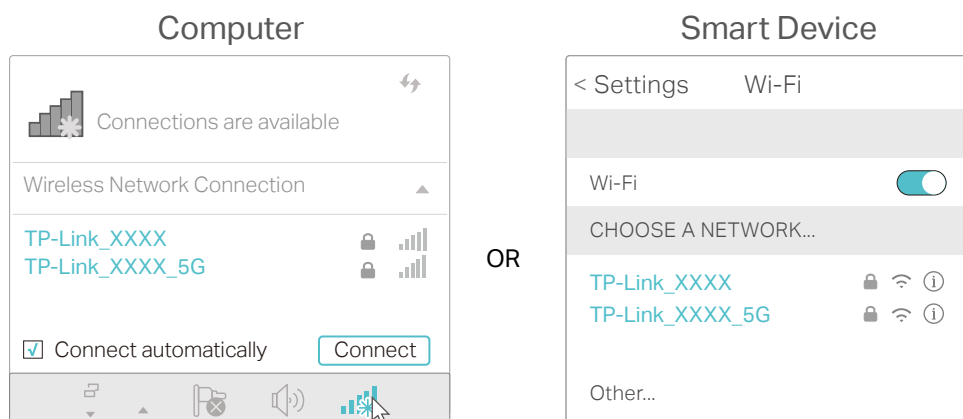 Computer
Connections are available
Wireless Network Connection
TP-Link_XXXX
TP-Link_XXXX_5G
Connect automatically
Connect
OR
Smart Device
< Settings Wi-Fi
Wi-Fi
CHOOSE A NETWORK...
TP-Link_XXXX
TP-Link_XXXX_5G
Other...